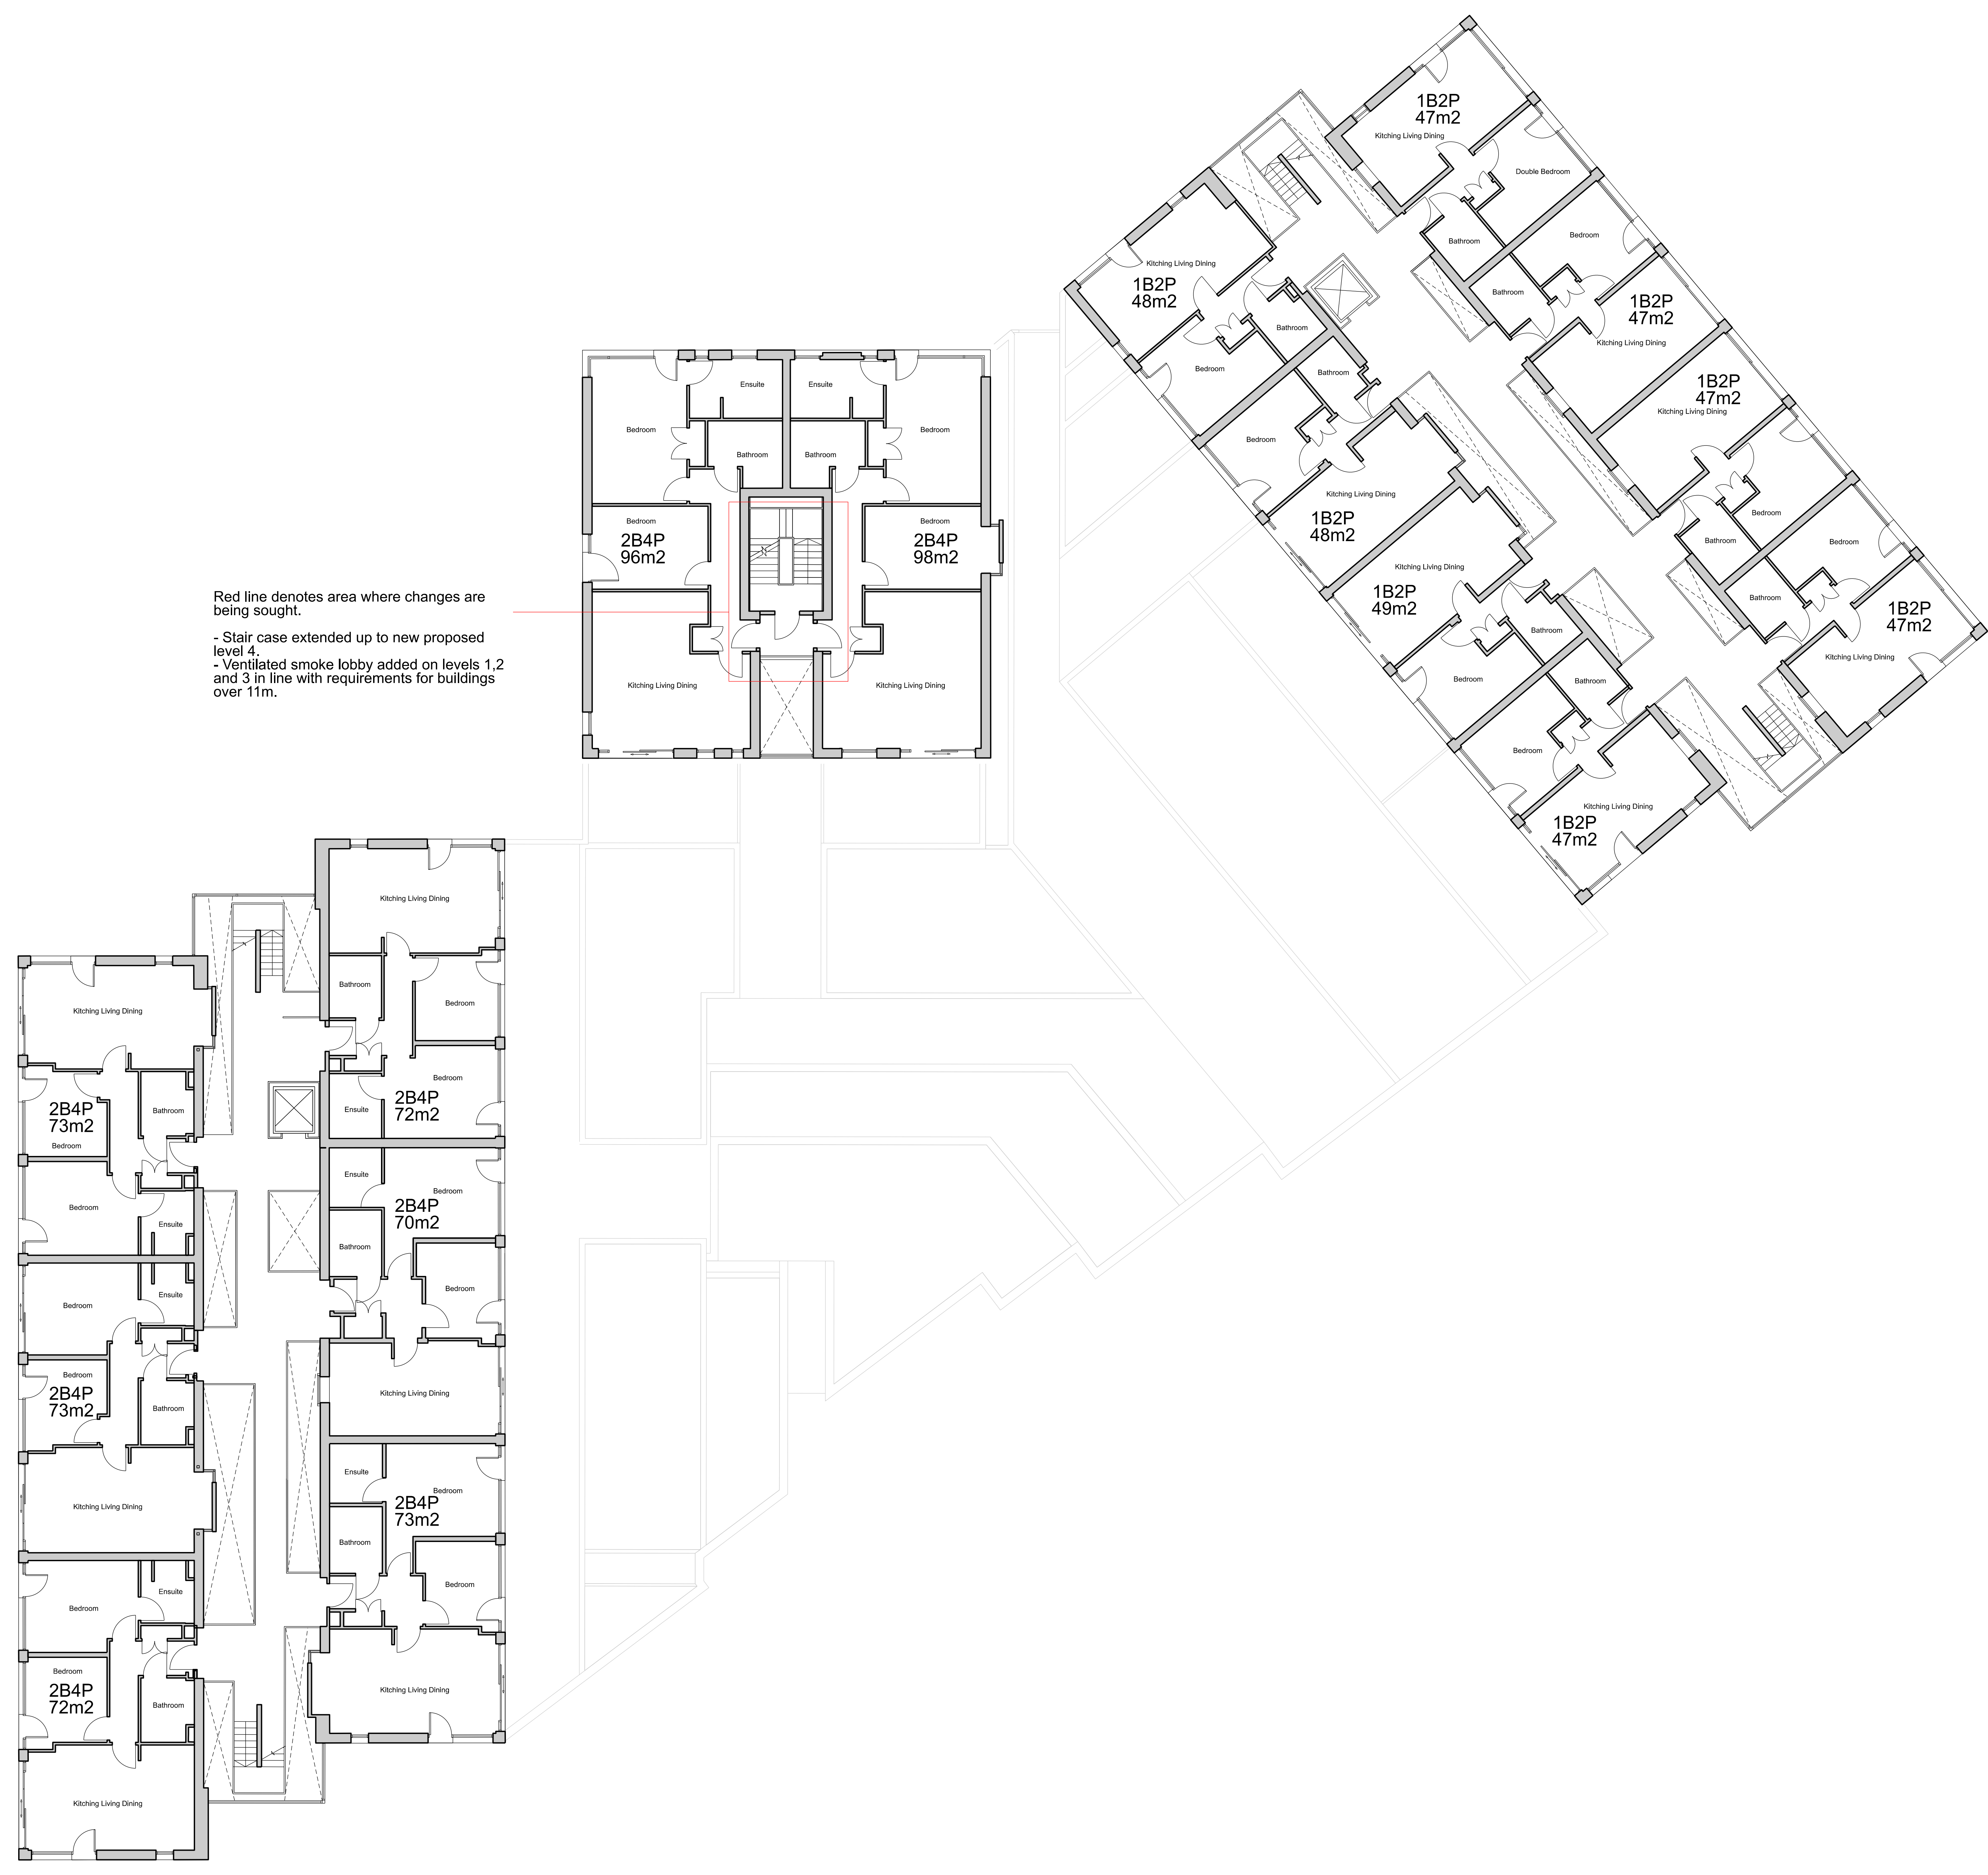 1B2P
47m2
Kitching Living Dining
Double Bedroom
Bathroom
Bedroom
Bathroom
1B2P
47m2
Kitching Living Dining
Kitching Living Dining
1B2P
48m2
Bathroom
Bedroom
Bathroom
Bedroom
1B2P
47m2
Kitching Living Dining
Kitching Living Dining
1B2P
48m2
Bedroom
Bathroom
Bedroom
Kitching Living Dining
1B2P
49m2
Bathroom
1B2P
47m2
Kitching Living Dining
Bathroom
Bedroom
Bathroom
Bedroom
Kitching Living Dining
1B2P
47m2
Ensuite
Ensuite
Bedroom
Bedroom
Bathroom
Bathroom
Bedroom
2B4P
96m2
Bedroom
2B4P
98m2
Kitching Living Dining
Kitching Living Dining
Red line denotes area where changes are
being sought.
- Stair case extended up to new proposed
level 4.
- Ventilated smoke lobby added on levels 1,2
and 3 in line with requirements for buildings
over 11m.
Kitching Living Dining
Bathroom
Bedroom
Bedroom
2B4P
72m2
Ensuite
Kitching Living Dining
2B4P
73m2
Bedroom
Bathroom
Bedroom
Ensuite
Ensuite
Bedroom
2B4P
70m2
Bathroom
Bedroom
Kitching Living Dining
Bedroom
Ensuite
Bedroom
2B4P
73m2
Bathroom
Kitching Living Dining
Ensuite
Bedroom
2B4P
73m2
Bathroom
Bedroom
Kitching Living Dining
Bedroom
Ensuite
Bedroom
2B4P
72m2
Bathroom
Kitching Living Dining